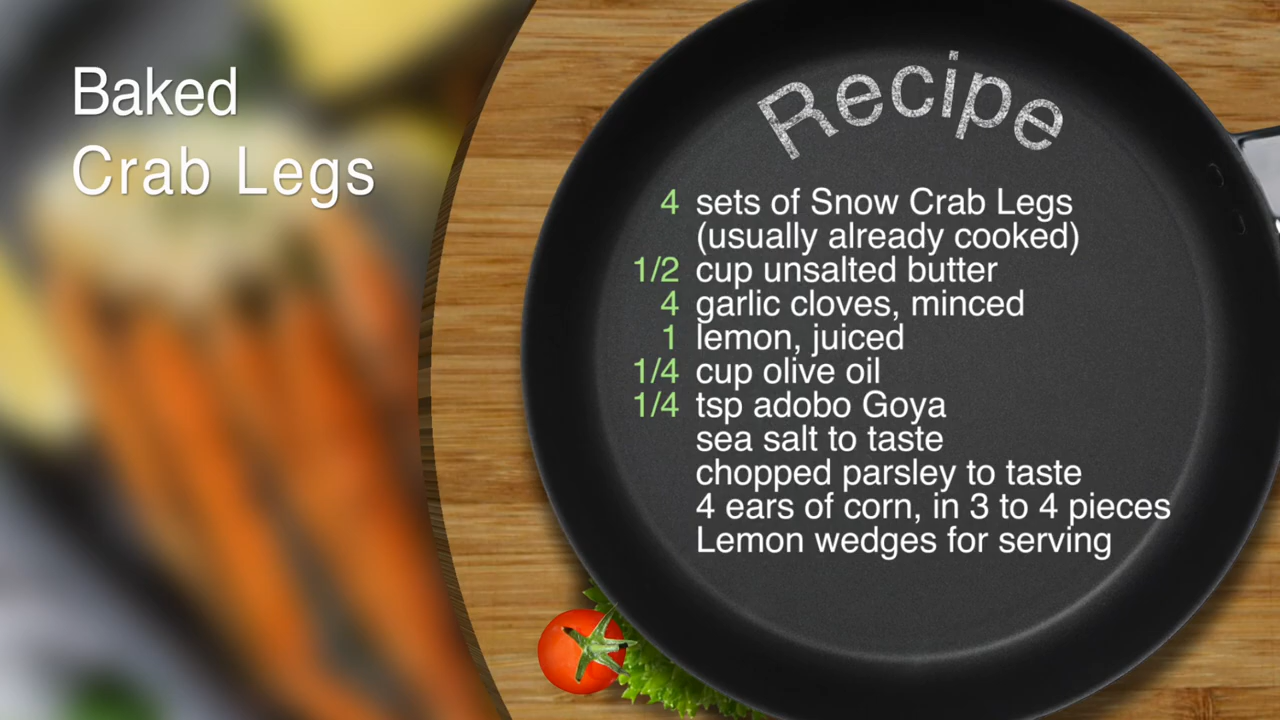 Baked
Crab Legs
Recipe
4 sets of Snow Crab Legs
(usually already cooked)
1/2 cup unsalted butter
4 garlic cloves, minced
1 lemon, juiced
1/4 cup olive oil
1/4 tsp adobo Goya
sea salt to taste
chopped parsley to taste
4 ears of corn, in 3 to 4 pieces
Lemon wedges for serving